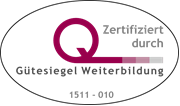 Zertifiziert
durch
Gütesiegel Weiterbildung
1511 - 010